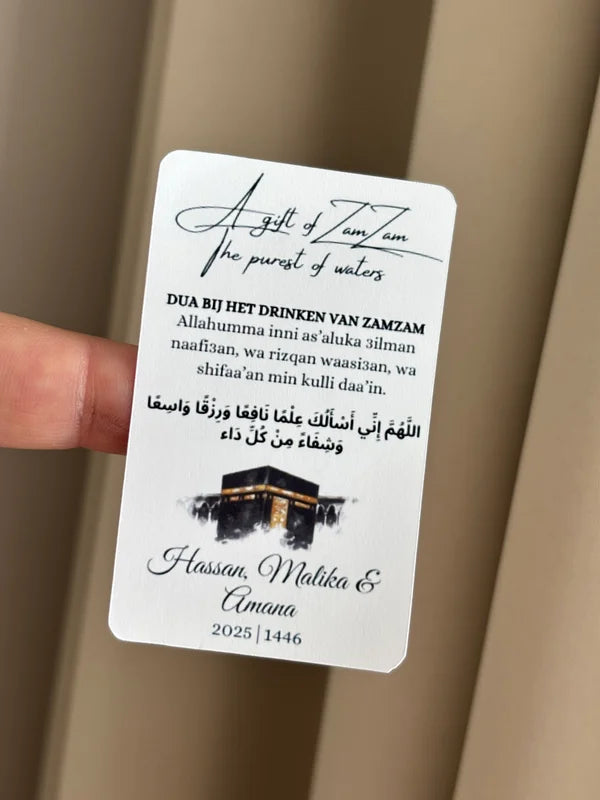 A gift of ZamZam
The purest of waters
DUA BIJ HET DRINKEN VAN ZAMZAM
Allahumma inni as’aluka 3ilman
naafi3an, wa rizqan waasi3an, wa
shifaa’an min kulli daa’in.
اللَّهُمَّ إِنِّي أَسْأَلُكَ عِلْمًا نَافِعًا وَرِزْقًا وَاسِعًا
وَشِفَاءً مِنْ كُلِّ دَاء
Hassan, Malika &
Amana
2025|1446